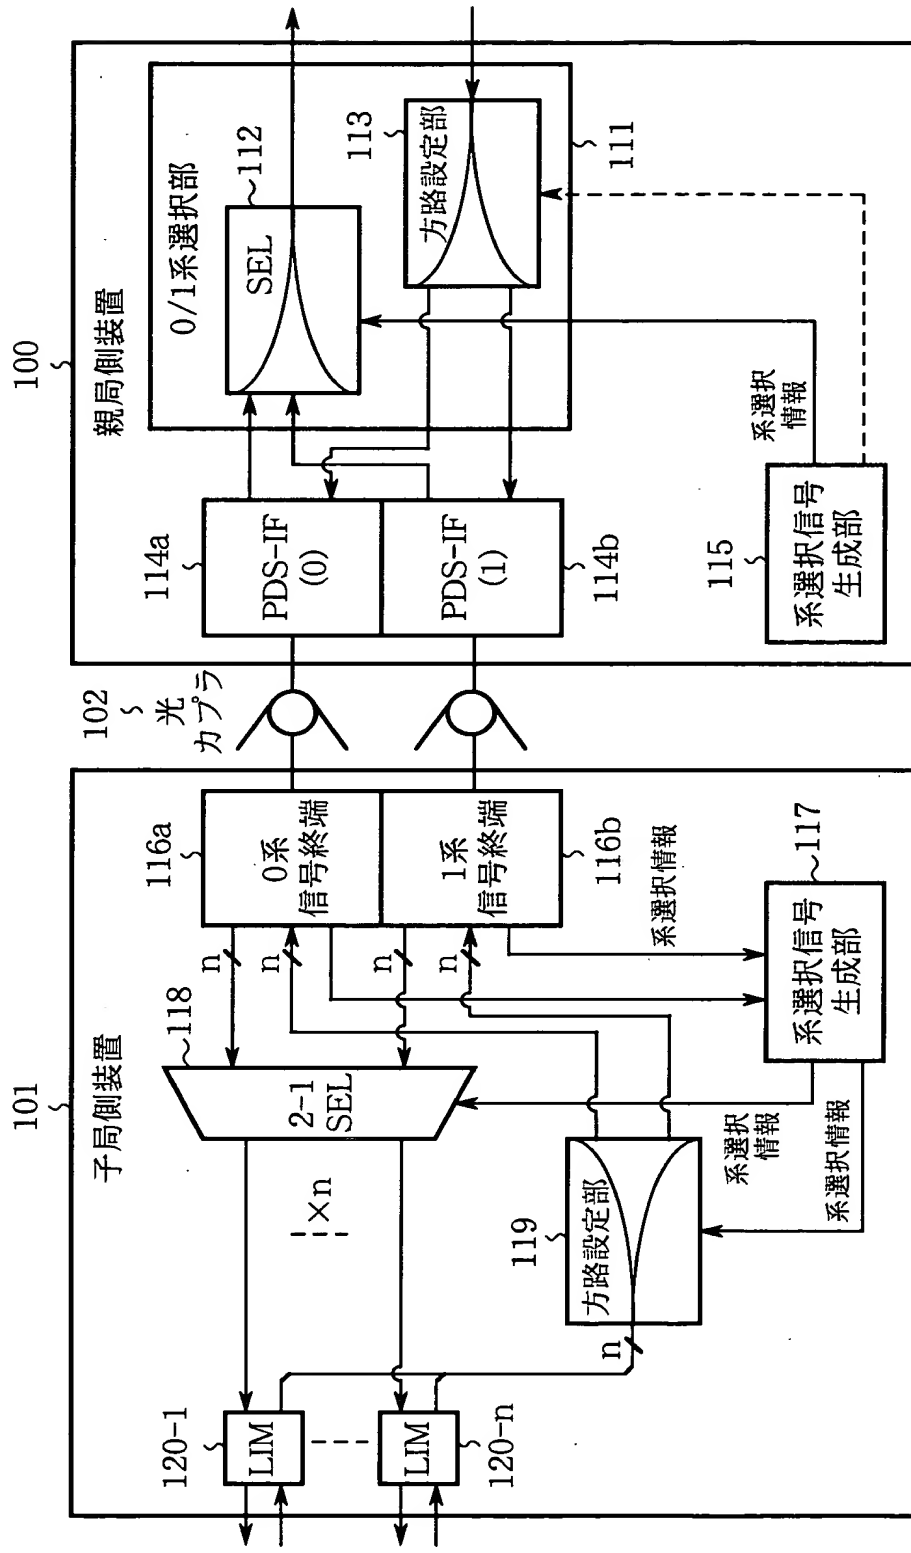 100
親局側装置
0/1系選択部
112
SEL
113
方路設定部
111
114a
PDS-IF
(0)
PDS-IF
(1)
114b
系選択
情報
115
系選択信号
生成部
102
光
カプラ
101
子局側装置
116a
0系
信号終端
1系
信号終端
116b
n
n
n
n
系選択情報
117
系選択信号
生成部
118
2-1
SEL
系選択
情報
系選択情報
×n
119
方路設定部
n
120-1
LIM
LIM
120-n